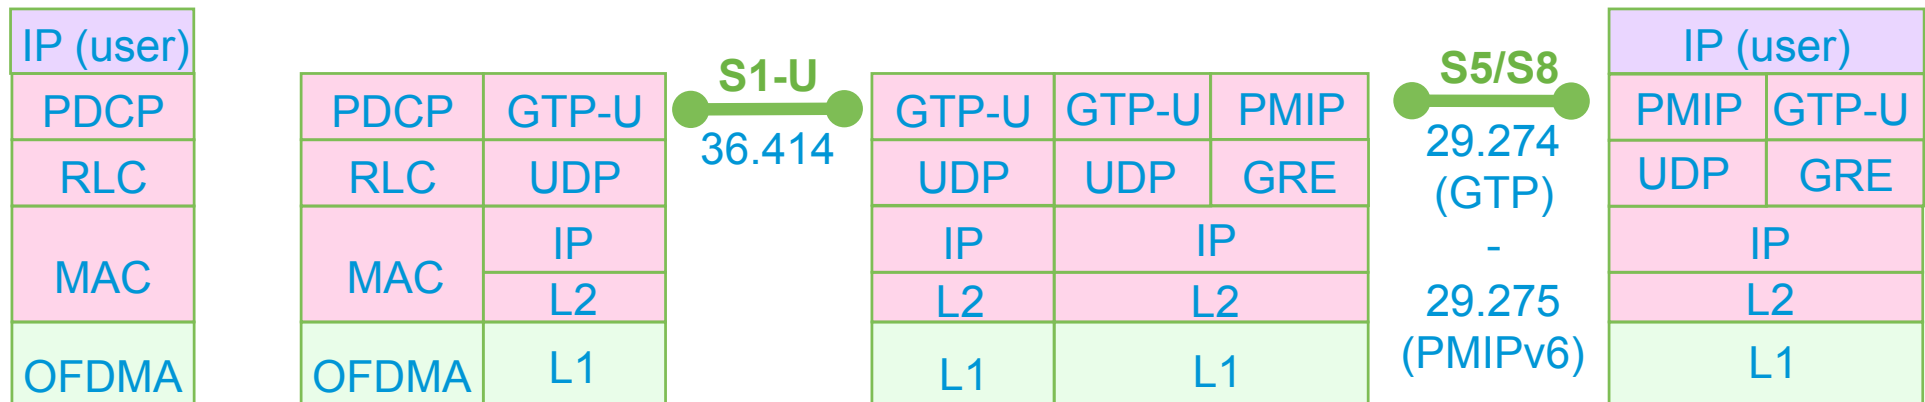 IP (user)
PDCP
RLC
MAC
OFDMA
PDCP GTP-U
RLC UDP
MAC IP
L2
OFDMA L1
S1-U
36.414
GTP-U GTP-U PMIP
UDP UDP GRE
IP IP
L2 L2
L1 L1
S5/S8
29.274
(GTP)
-
29.275
(PMIPv6)
IP (user)
PMIP GTP-U
UDP GRE
IP
L2
L1